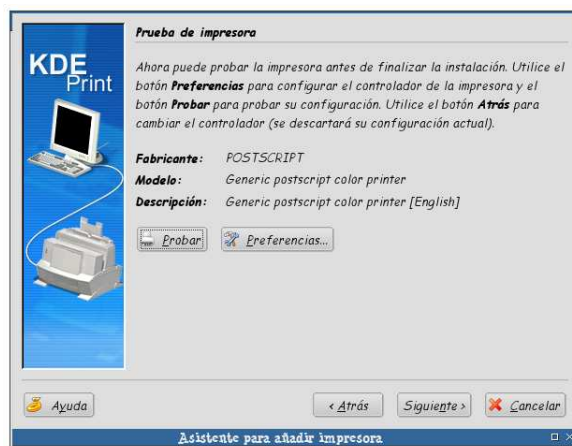 Prueba de impresora
KDE
Print
Ahora puede probar la impresora antes de finalizar la instalación. Utilice el
botón Preferencias para configurar el controlador de la impresora y el
botón Probar para probar su configuración. Utilice el botón Atrás para
cambiar el controlador (se descartará su configuración actual).
Fabricante: POSTSCRIPT
Modelo: Generic postscript color printer
Descripción: Generic postscript color printer [English]
Probar Preferencias...
Ayuda < Atrás Siguiente > Cancelar
Asistente para añadir impresora